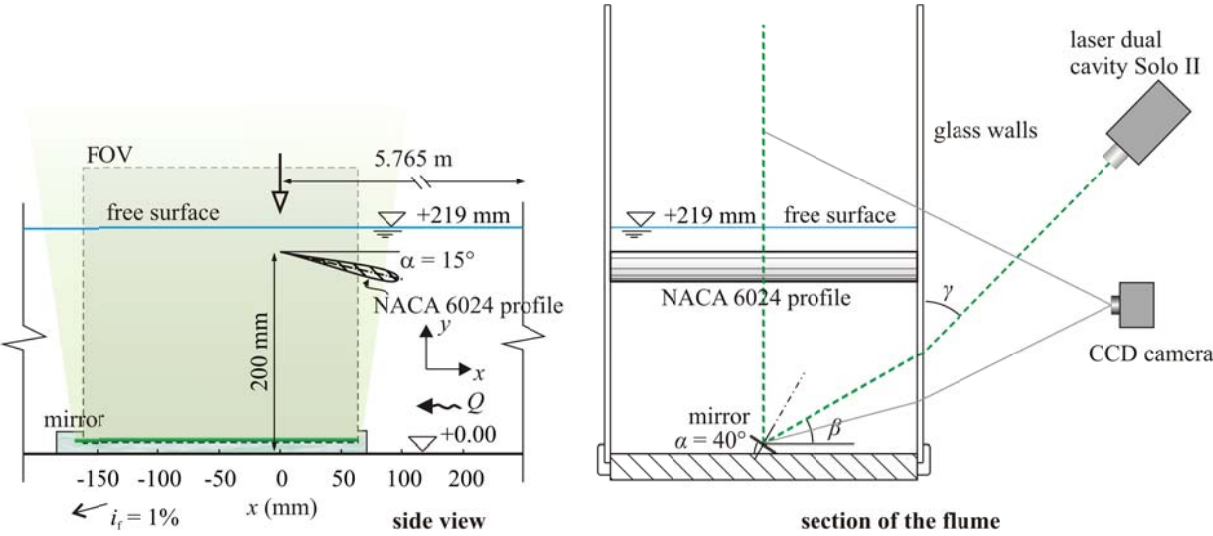 FOV
5.765 m
free surface
+219 mm
α = 15°
NACA 6024 profile
200 mm
y
x
Q
mirror
+0.00
-150 -100 -50 0 50 100 200
x (mm)
i_f = 1%
side view
laser dual
cavity Solo II
glass walls
+219 mm
free surface
NACA 6024 profile
γ
CCD camera
mirror
α = 40°
β
section of the flume